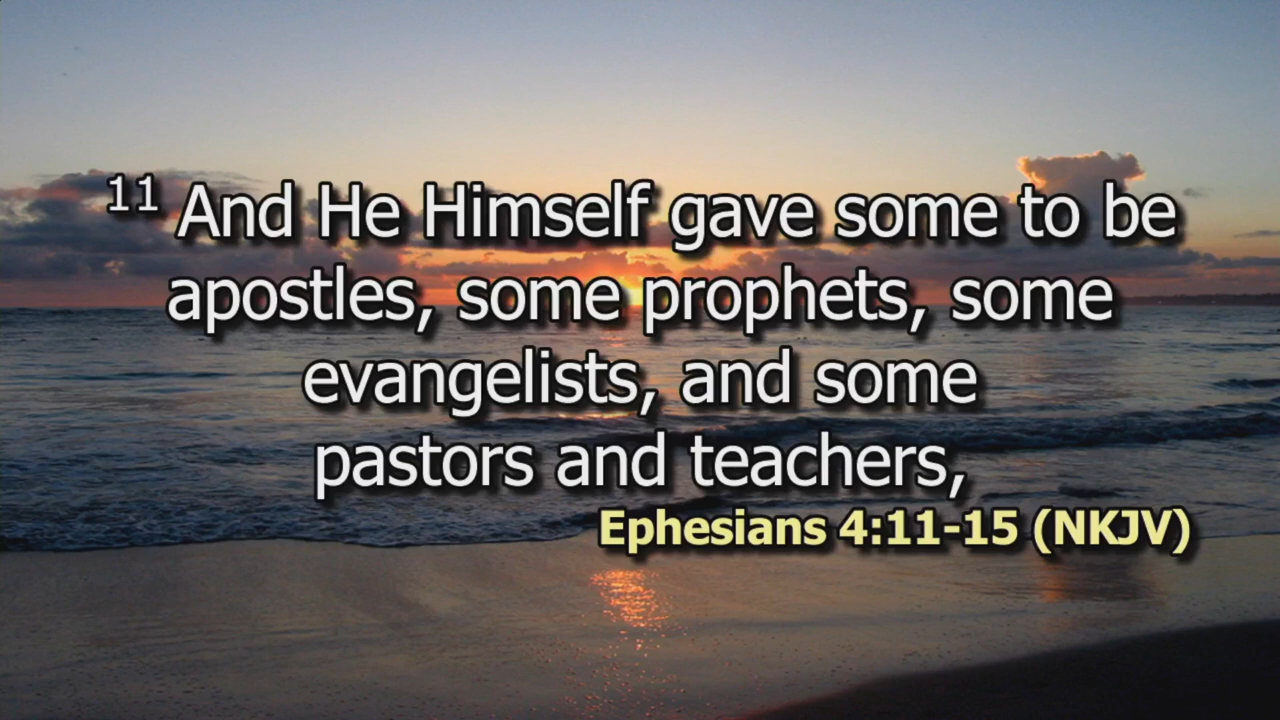 11 And He Himself gave some to be
apostles, some prophets, some
evangelists, and some
pastors and teachers,
Ephesians 4:11-15 (NKJV)